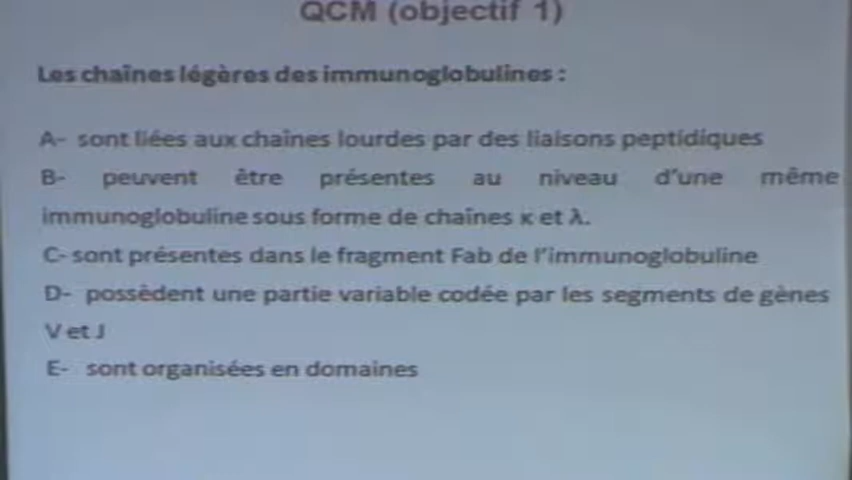 QCM (objectif 1)
Les chaînes légères des immunoglobulines :
A- sont liées aux chaînes lourdes par des liaisons peptidiques
B- peuvent être présentes au niveau d'une même
immunoglobuline sous forme de chaînes κ et λ.
C- sont présentes dans le fragment Fab de l'immunoglobuline
D- possèdent une partie variable codée par les segments de gènes
V et J
E- sont organisées en domaines